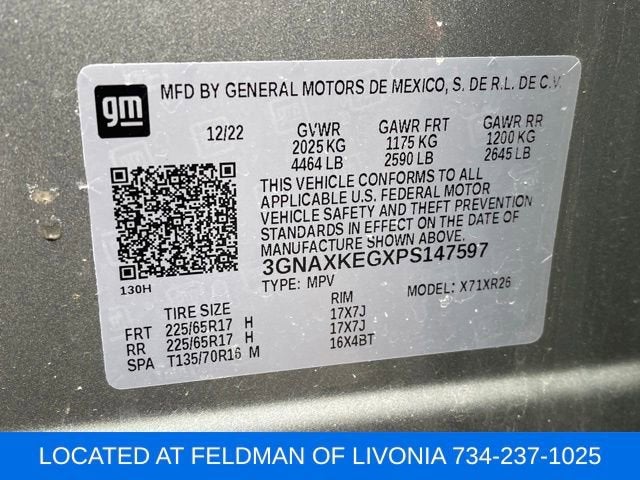 gm MFD BY GENERAL MOTORS DE MEXICO, S. DE R.L. DE C.V.
12/22 GVWR GAWR FRT GAWR RR
2025 KG 1175 KG 1200 KG
4464 LB 2590 LB 2645 LB
THIS VEHICLE CONFORMS TO ALL
APPLICABLE U.S. FEDERAL MOTOR
VEHICLE SAFETY AND THEFT PREVENTION
STANDARDS IN EFFECT ON THE DATE OF
MANUFACTURE SHOWN ABOVE.
3GNAXKEGXPS147597
130H TYPE: MPV MODEL: X71XR26
TIRE SIZE RIM
FRT 225/65R17 H 17X7J
RR 225/65R17 H 17X7J
SPA T135/70R16 M 16X4BT
LOCATED AT FELDMAN OF LIVONIA 734-237-1025